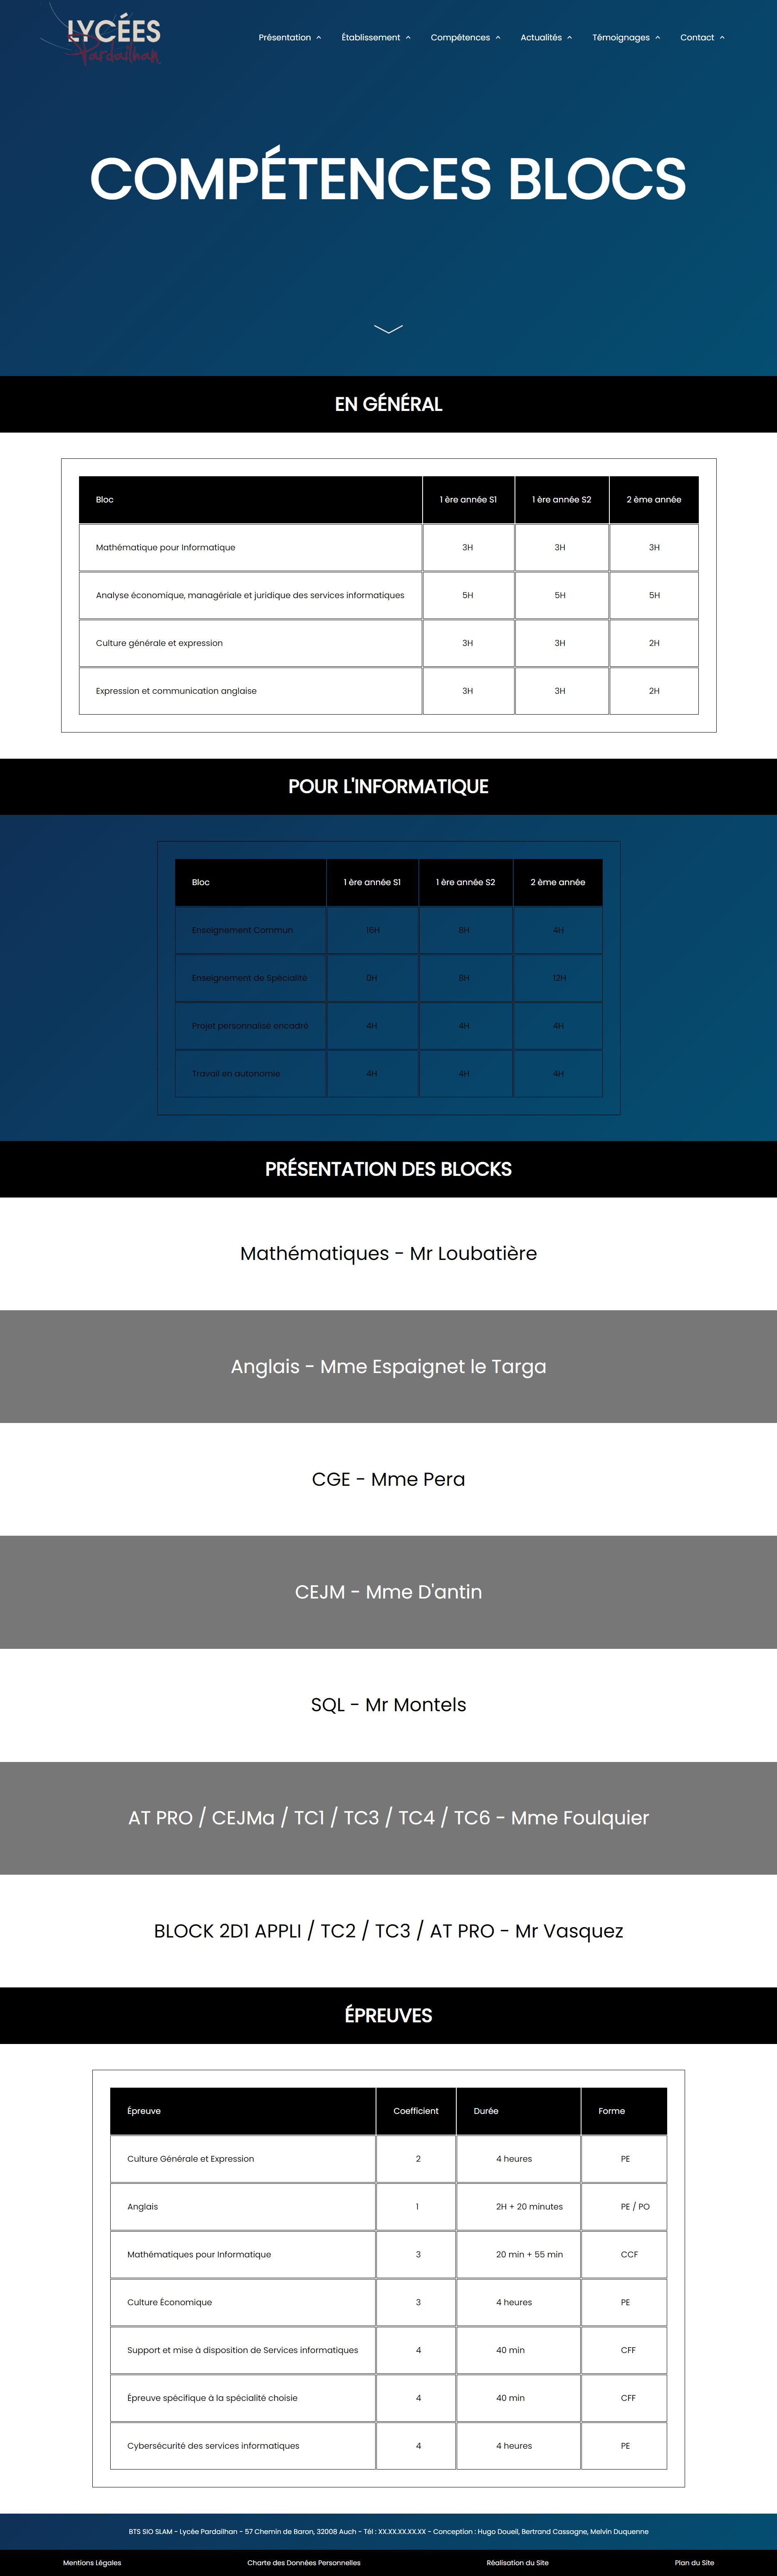 LYCÉES
Pardailhan
Présentation Établissement Compétences Actualités Témoignages Contact
COMPÉTENCES BLOCS
EN GÉNÉRAL
Bloc 1 ère année S1 1 ère année S2 2 ème année
Mathématique pour Informatique 3H 3H 3H
Analyse économique, managériale et juridique des services informatiques 5H 5H 5H
Culture générale et expression 3H 3H 2H
Expression et communication anglaise 3H 3H 2H
POUR L'INFORMATIQUE
Bloc 1 ère année S1 1 ère année S2 2 ème année
Enseignement Commun 16H 8H 4H
Enseignement de Spécialité 0H 8H 12H
Projet personnalisé encadré 4H 4H 4H
Travail en autonomie 4H 4H 4H
PRÉSENTATION DES BLOCKS
Mathématiques - Mr Loubatière
Anglais - Mme Espaignet le Targa
CGE - Mme Pera
CEJM - Mme D'antin
SQL - Mr Montels
AT PRO / CEJMa / TC1 / TC3 / TC4 / TC6 - Mme Foulquier
BLOCK 2D1 APPLI / TC2 / TC3 / AT PRO - Mr Vasquez
ÉPREUVES
Épreuve Coefficient Durée Forme
Culture Générale et Expression 2 4 heures PE
Anglais 1 2H + 20 minutes PE / PO
Mathématiques pour Informatique 3 20 min + 55 min CCF
Culture Économique 3 4 heures PE
Support et mise à disposition de Services informatiques 4 40 min CFF
Épreuve spécifique à la spécialité choisie 4 40 min CFF
Cybersécurité des services informatiques 4 4 heures PE
BTS SIO SLAM - Lycée Pardailhan - 57 Chemin de Baron, 32008 Auch - Tél : XX.XX.XX.XX.XX - Conception : Hugo Doueil, Bertrand Cassagne, Melvin Duquenne
Mentions Légales Charte des Données Personnelles Réalisation du Site Plan du Site